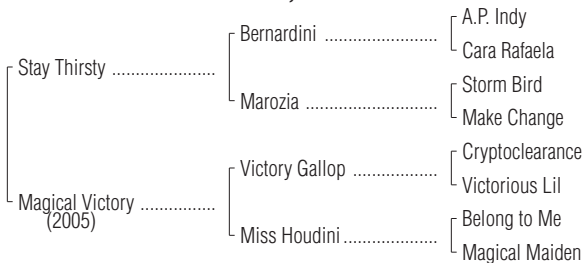 A.P. Indy
Bernardini ........................
Cara Rafaela
Stay Thirsty ......................
Storm Bird
Marozia ............................
Make Change
Cryptoclearance
Victory Gallop ..................
Victorious Lil
Magical Victory ................
(2005)
Belong to Me
Miss Houdini....................
Magical Maiden